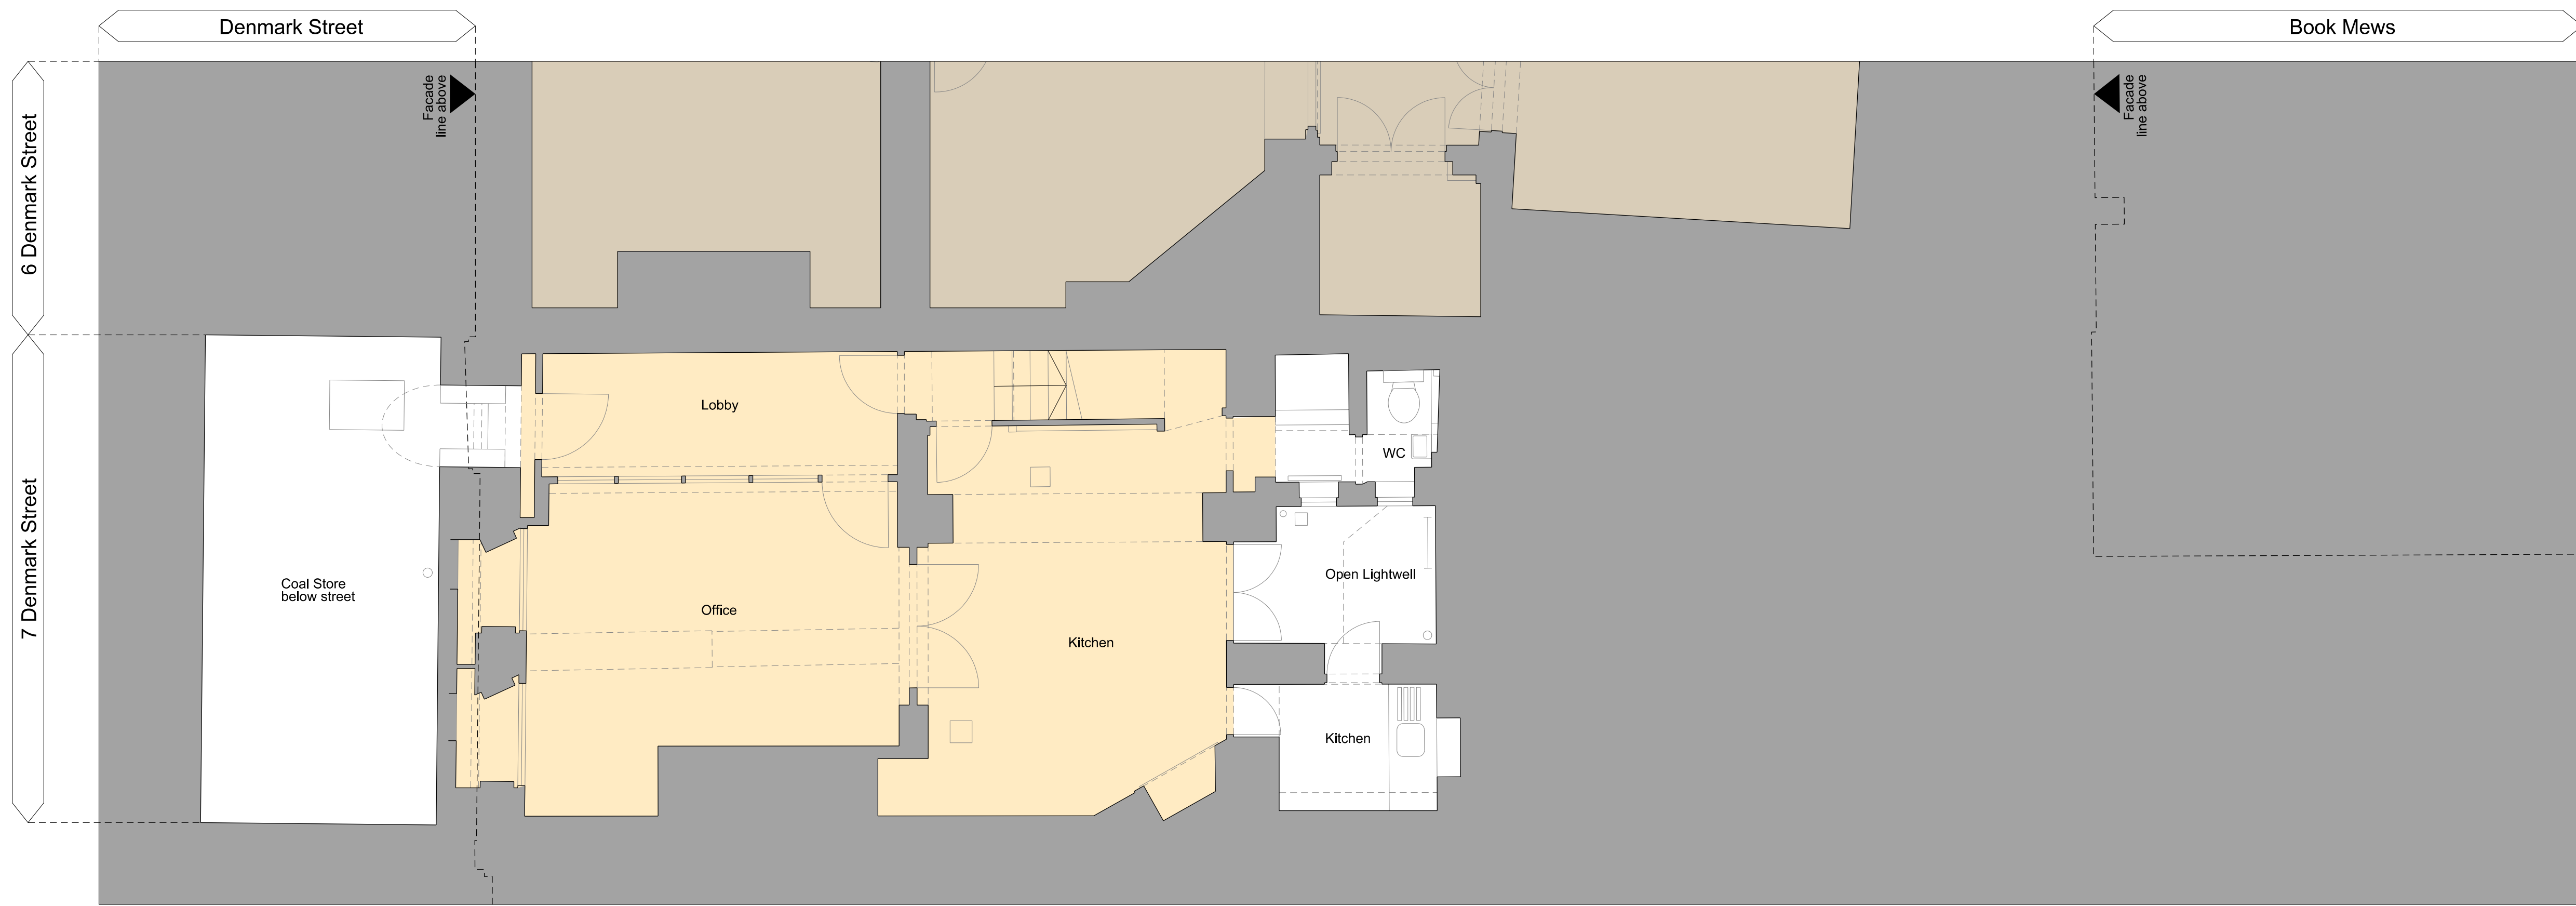 Denmark Street
Book Mews
Facade
line above
Facade
line above
6 Denmark Street
7 Denmark Street
Lobby
WC
Coal Store
below street
Office
Open Lightwell
Kitchen
Kitchen